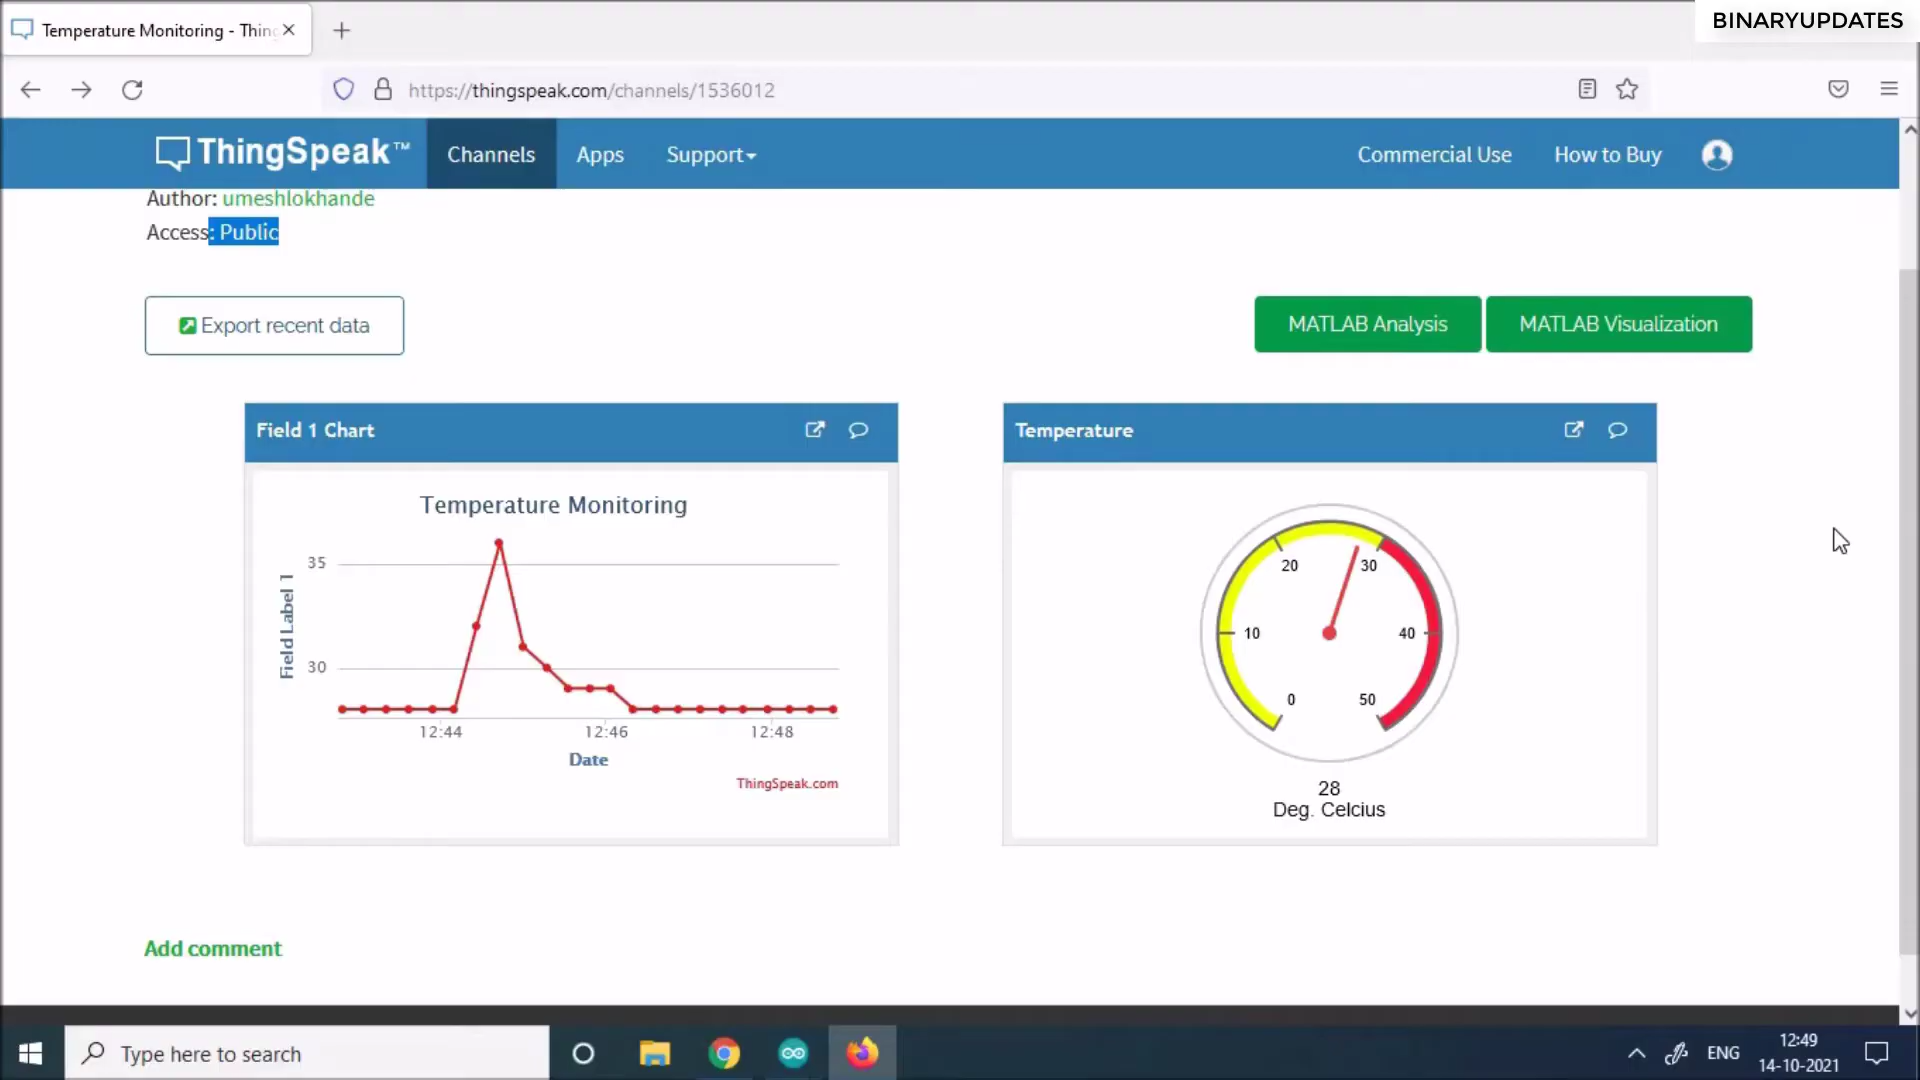 BINARYUPDATES
Temperature Monitoring - Thing
https://thingspeak.com/channels/1536012
ThingSpeak™
Channels
Apps
Support
Commercial Use
How to Buy
Author: umeshlokhande
Access: Public
Export recent data
MATLAB Analysis
MATLAB Visualization
Field 1 Chart
Temperature Monitoring
Field Label 1
35
30
12:44
12:46
12:48
Date
ThingSpeak.com
Temperature
20
30
10
40
0
50
28
Deg. Celcius
Add comment
Type here to search
ENG
12:49
14-10-2021